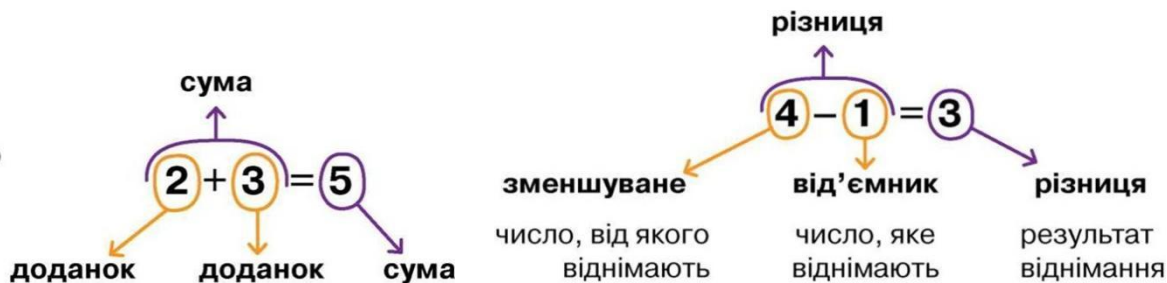 сума
2 + 3 = 5
доданок доданок сума
різниця
4 – 1 = 3
зменшуване від’ємник різниця
число, від якого віднімають
число, яке віднімають
результат віднімання